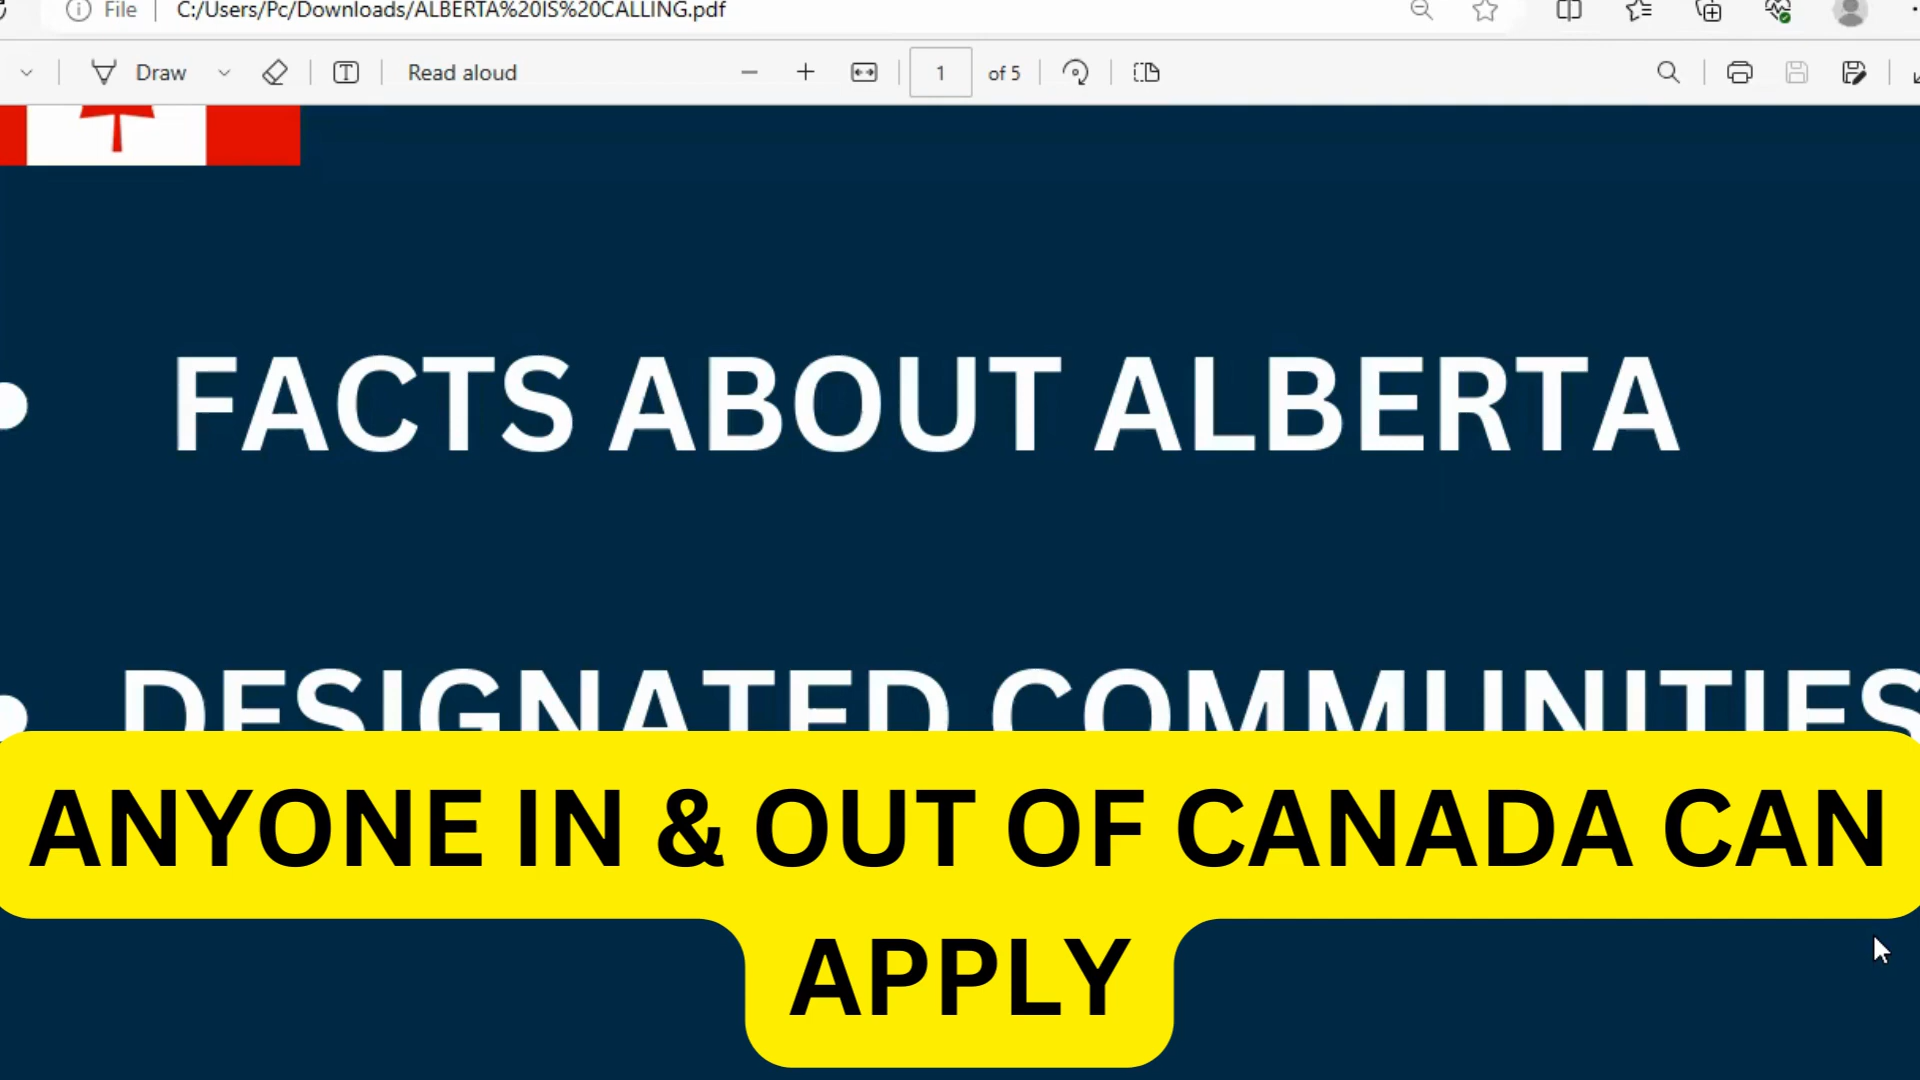 File C:/Users/Pc/Downloads/ALBERTA%20IS%20CALLING.pdf
Draw Read aloud 1 of 5
FACTS ABOUT ALBERTA
DESIGNATED COMMUNITIES
ANYONE IN & OUT OF CANADA CAN
APPLY